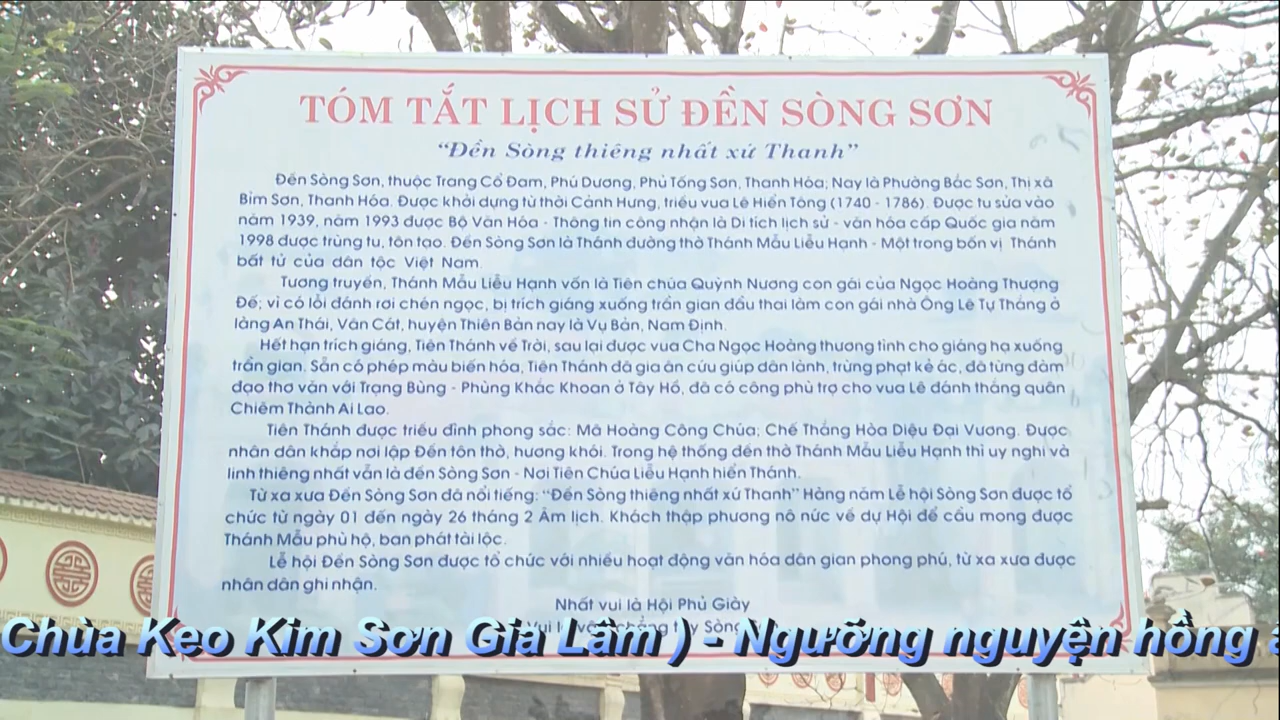 TÓM TẮT LỊCH SỬ ĐỀN SÒNG SƠN
“Đền Sòng thiêng nhất xứ Thanh”
Đền Sòng Sơn, thuộc Trang Cổ Đam, Phú Dương, Phủ Tống Sơn, Thanh Hóa; Nay là Phường Bắc Sơn, Thị xã
Bỉm Sơn, Thanh Hóa. Được khởi dựng từ thời Cảnh Hưng, triều vua Lê Hiển Tông (1740 - 1786). Được tu sửa vào
năm 1939, năm 1993 được Bộ Văn Hóa - Thông tin công nhận là Di tích lịch sử - văn hóa cấp Quốc gia năm
1998 được trùng tu, tôn tạo. Đền Sòng Sơn là Thánh đường thờ Thánh Mẫu Liễu Hạnh - Một trong bốn vị Thánh
bất tử của dân tộc Việt Nam.
Tương truyền, Thánh Mẫu Liễu Hạnh vốn là Tiên chúa Quỳnh Nương con gái của Ngọc Hoàng Thượng
Đế; vì có lỗi đánh rơi chén ngọc, bị trích giáng xuống trần gian đầu thai làm con gái nhà Ông Lê Tự Thắng ở
làng An Thái, Vân Cát, huyện Thiên Bản nay là Vụ Bản, Nam Định.
Hết hạn trích giáng, Tiên Thánh về Trời, sau lại được vua Cha Ngọc Hoàng thương tình cho giáng hạ xuống
trần gian. Sẵn có phép màu biến hóa, Tiên Thánh đã gia ân cứu giúp dân lành, trừng phạt kẻ ác, đã từng đàm
đạo thơ văn với Trạng Bùng - Phùng Khắc Khoan ở Tây Hồ, đã có công phù trợ cho vua Lê đánh thắng quân
Chiêm Thành Ai Lao.
Tiên Thánh được triều đình phong sắc: Mã Hoàng Công Chúa; Chế Thắng Hòa Diệu Đại Vương. Được
nhân dân khắp nơi lập Đền tôn thờ, hương khói. Trong hệ thống đền thờ Thánh Mẫu Liễu Hạnh thì uy nghi và
linh thiêng nhất vẫn là đền Sòng Sơn - Nơi Tiên Chúa Liễu Hạnh hiển Thánh.
Từ xa xưa Đền Sòng Sơn đã nổi tiếng: “Đền Sòng thiêng nhất xứ Thanh” Hàng năm Lễ hội Sòng Sơn được tổ
chức từ ngày 01 đến ngày 26 tháng 2 Âm lịch. Khách thập phương nô nức về dự Hội để cầu mong được
Thánh Mẫu phù hộ, ban phát tài lộc.
Lễ hội Đền Sòng Sơn được tổ chức với nhiều hoạt động văn hóa dân gian phong phú, từ xa xưa được
nhân dân ghi nhận.
Nhất vui là Hội Phủ Giày
Vui
Chùa Keo Kim Sơn Gia Lâm ) - Ngưỡng nguyện hồng